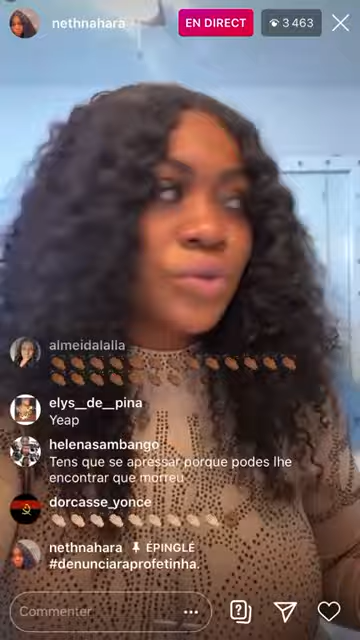 nethnahara
EN DIRECT
3 463
almeidalalla
elys__de__pina
Yeap
helenasambango
Tens que se apressar porque podes lhe
encontrar que morreu
dorcasse_yonce
nethnahara ÉPINGLÉ
#denunciaraprofetinha.
Commenter